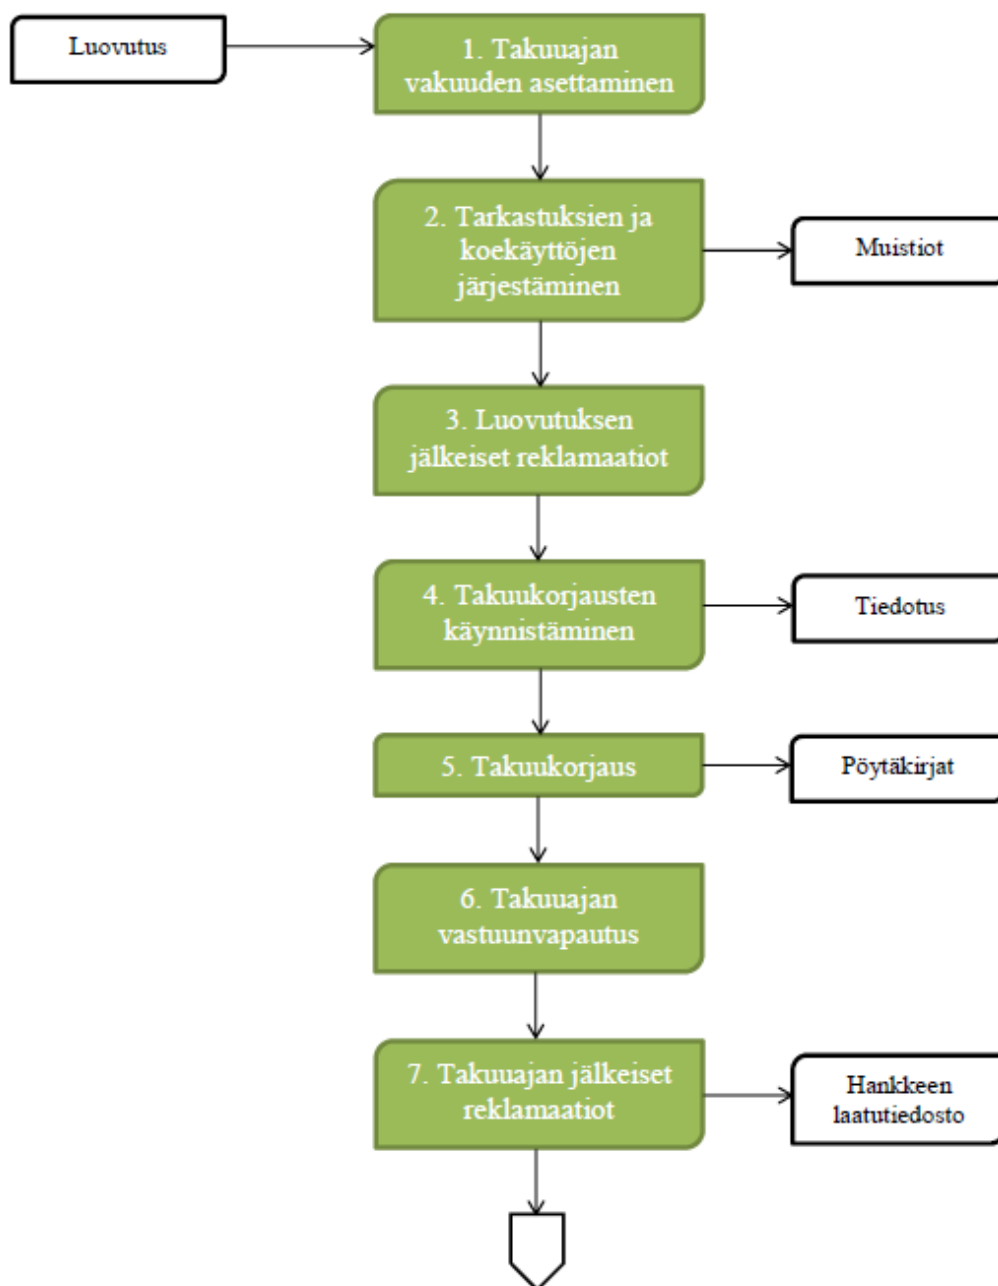 Luovutus
1. Takuuajan
vakuuden asettaminen
2. Tarkastuksien ja
koekäyttöjen
järjestäminen
Muistiot
3. Luovutuksen
jälkeiset reklamaatiot
4. Takuukorjausten
käynnistäminen
Tiedotus
5. Takuukorjaus
Pöytäkirjat
6. Takuuajan
vastuunvapautus
7. Takuuajan jälkeiset
reklamaatiot
Hankkeen
laatutiedosto